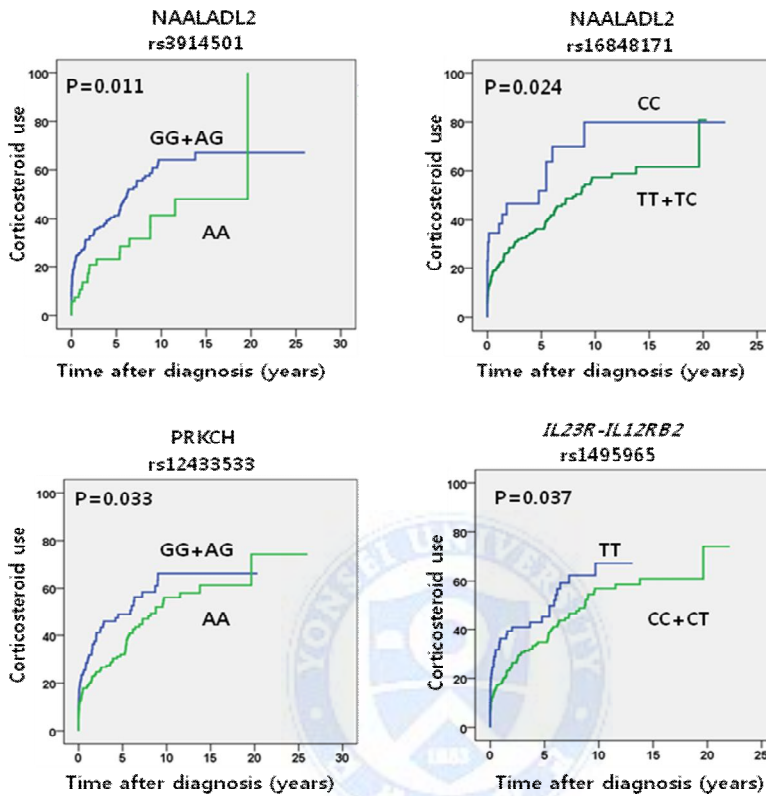 NAALADL2
rs3914501
P=0.011
GG+AG
AA
Corticosteroid use
100
80
60
40
20
0
0 5 10 15 20 25 30
Time after diagnosis (years)
NAALADL2
rs16848171
P=0.024
CC
TT+TC
Corticosteroid use
100
80
60
40
20
0
0 5 10 15 20 25
Time after diagnosis (years)
PRKCH
rs12433533
P=0.033
GG+AG
AA
Corticosteroid use
100
80
60
40
20
0
0 5 10 15 20 25 30
Time after diagnosis (years)
IL23R-IL12RB2
rs1495965
P=0.037
TT
CC+CT
Corticosteroid use
100
80
60
40
20
0
0 5 10 15 20 25
Time after diagnosis (years)
YONSEI UNIVERSITY
1885